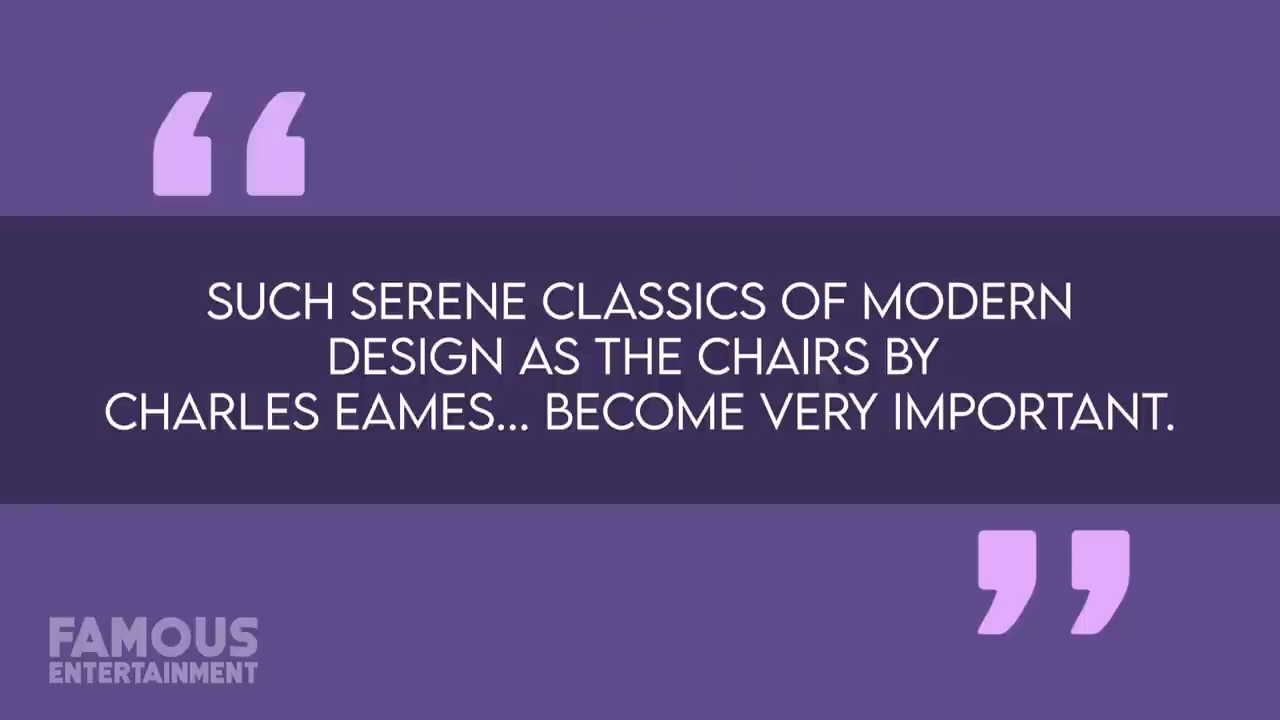 SUCH SERENE CLASSICS OF MODERN
DESIGN AS THE CHAIRS BY
CHARLES EAMES... BECOME VERY IMPORTANT.
FAMOUS
ENTERTAINMENT